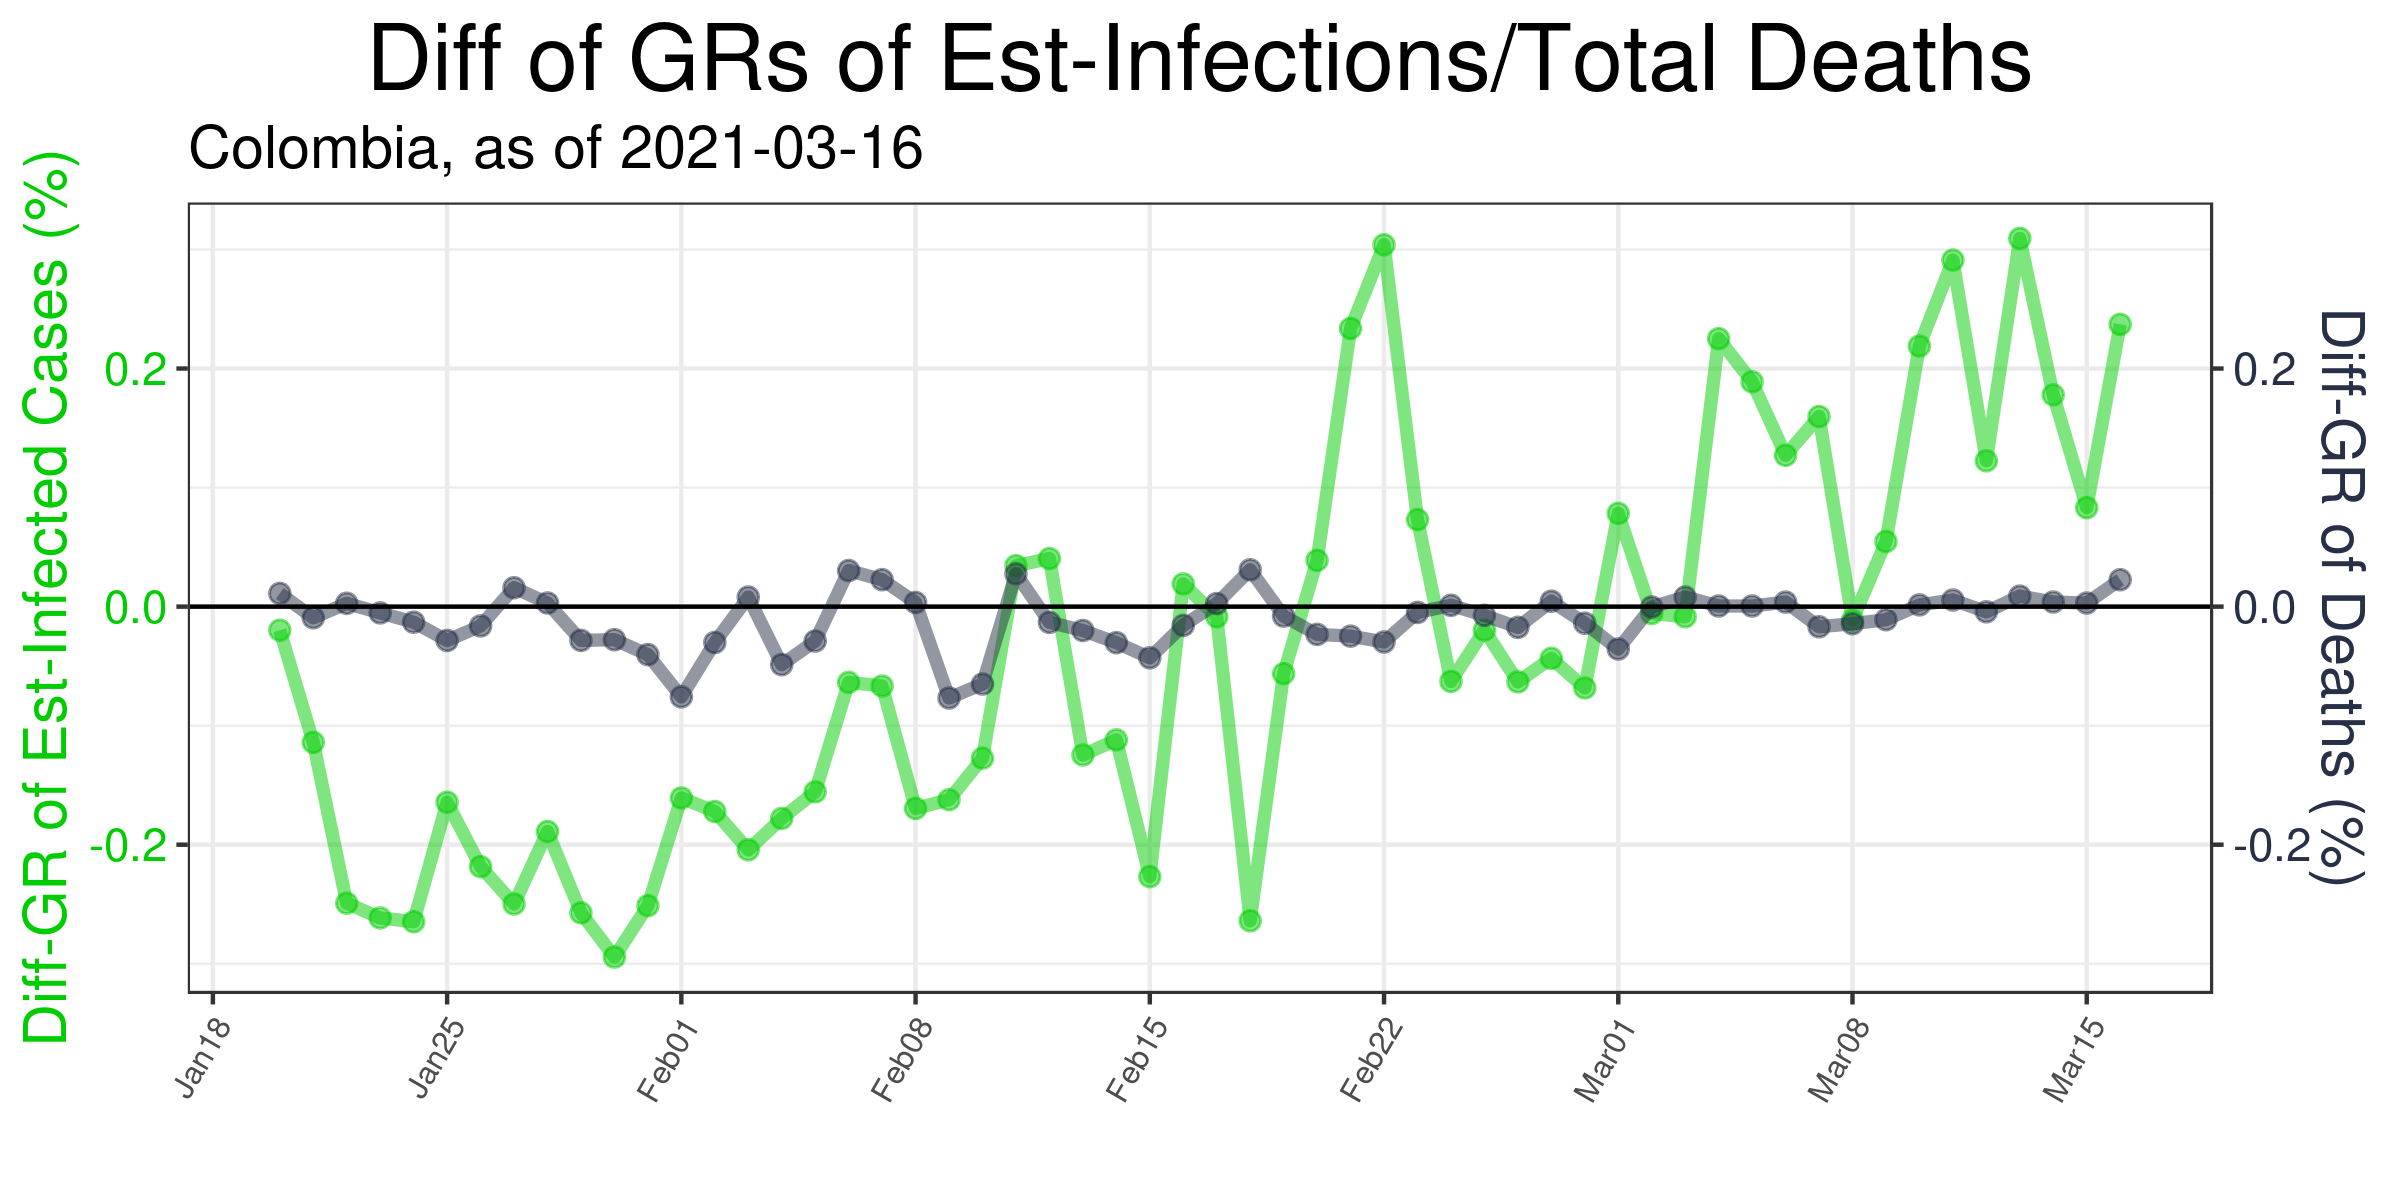 Diff of GRs of Est-Infections/Total Deaths
Colombia, as of 2021-03-16
Diff-GR of Est-Infected Cases (%)
0.2
0.0
-0.2
0.2
0.0
-0.2
Diff-GR of Deaths (%)
Jan18
Jan25
Feb01
Feb08
Feb15
Feb22
Mar01
Mar08
Mar15